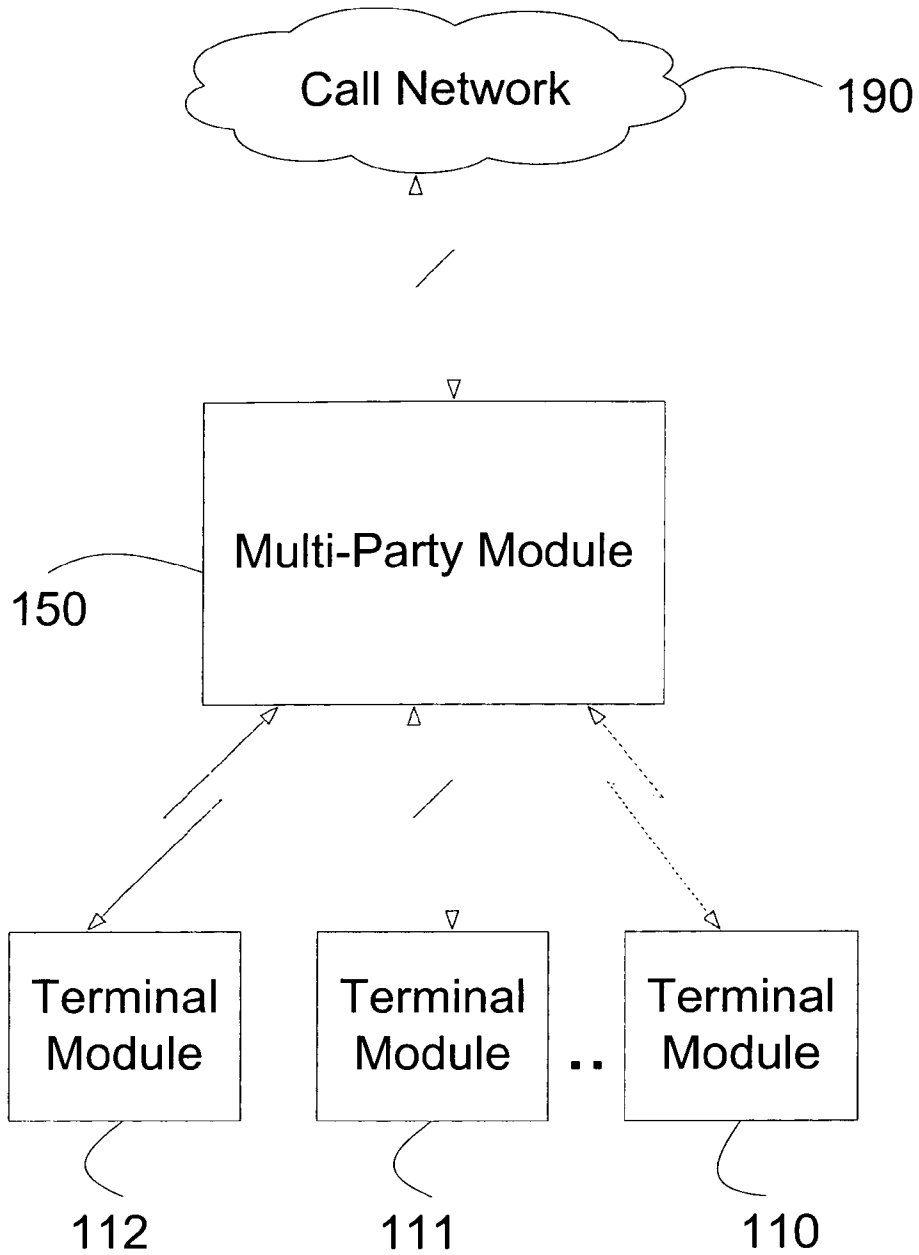 Call Network
190
Multi-Party Module
150
Terminal
Module
Terminal
Module
..
Terminal
Module
112
111
110